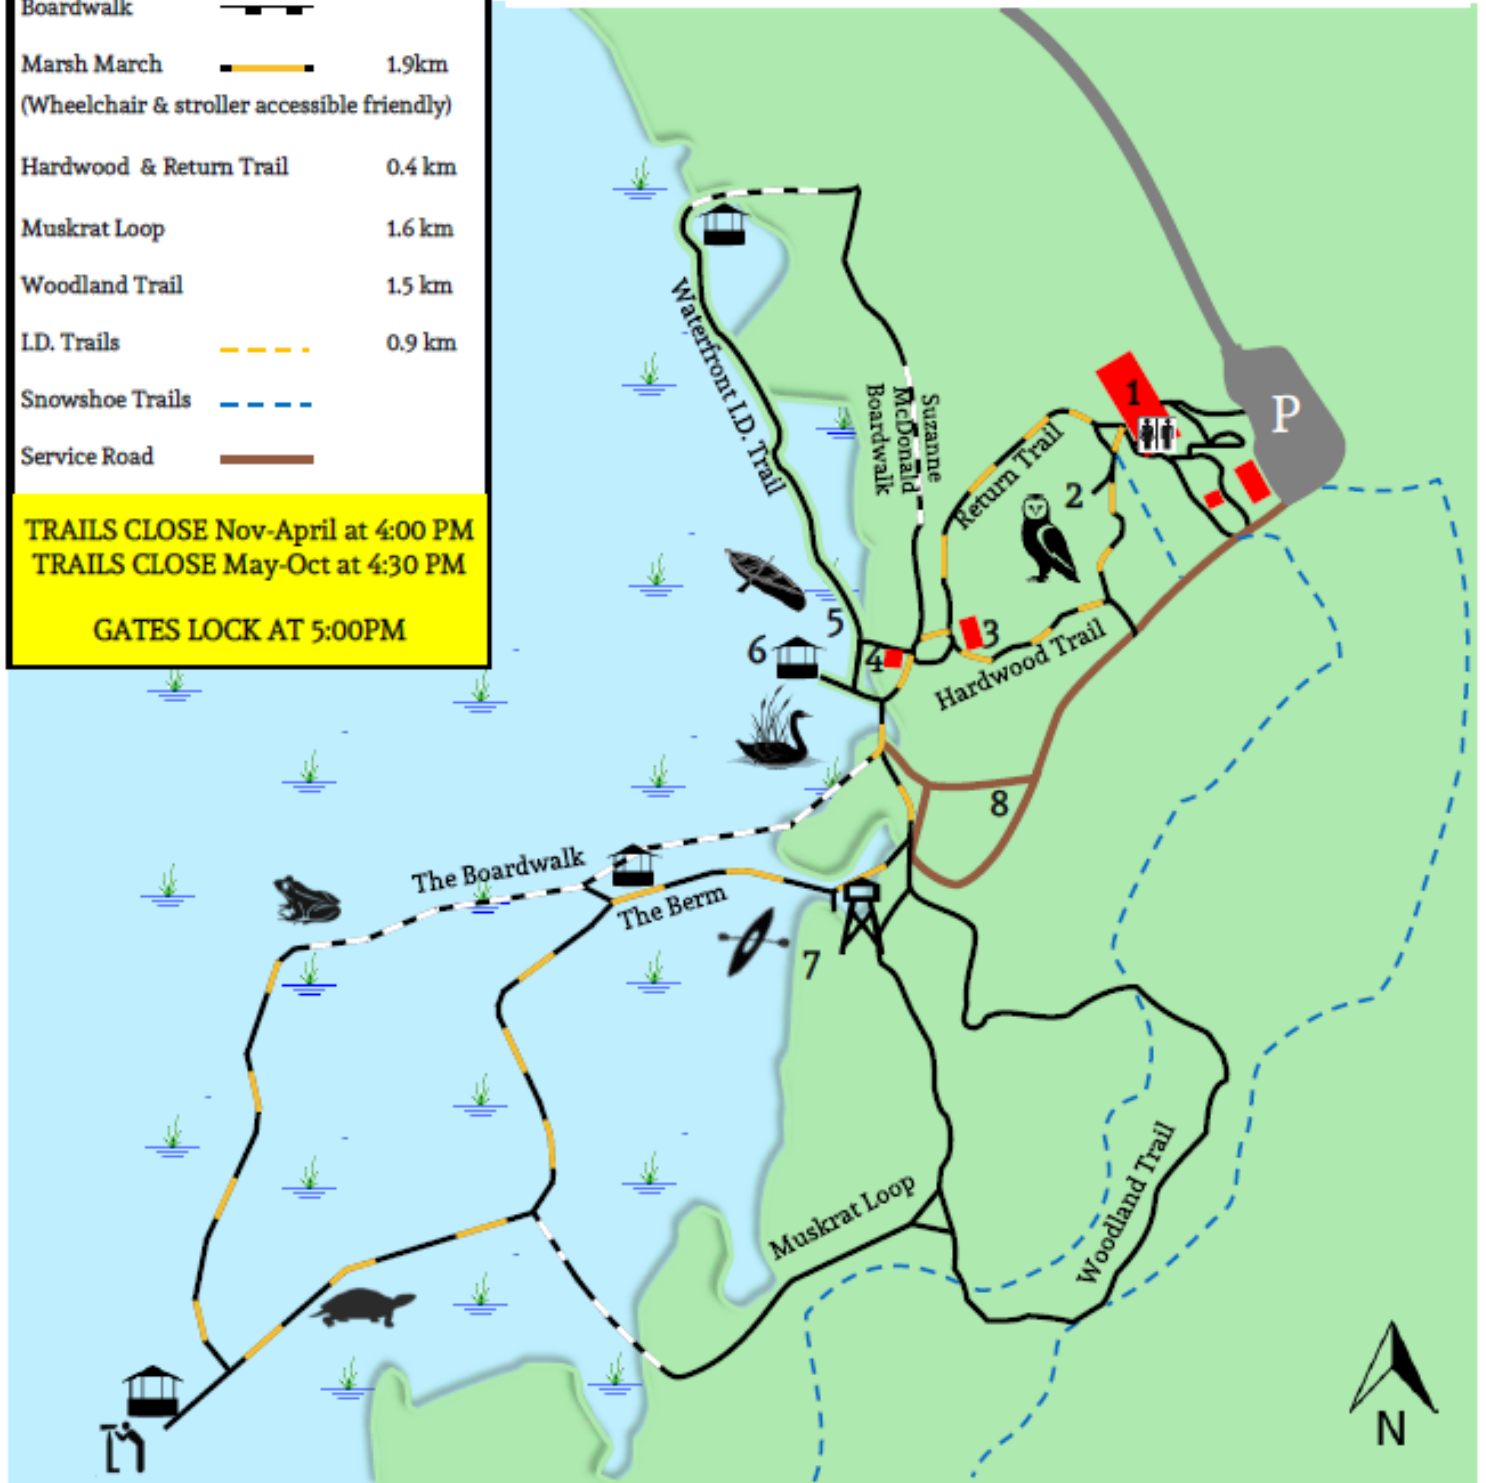 Boardwalk
Marsh March 1.9km
(Wheelchair & stroller accessible friendly)
Hardwood & Return Trail 0.4 km
Muskrat Loop 1.6 km
Woodland Trail 1.5 km
I.D. Trails 0.9 km
Snowshoe Trails
Service Road
TRAILS CLOSE Nov-April at 4:00 PM
TRAILS CLOSE May-Oct at 4:30 PM
GATES LOCK AT 5:00PM
Waterfront I.D. Trail
Suzanne
McDonald
Boardwalk
Return Trail
1
P
2
3
4
5
6
Hardwood Trail
8
The Boardwalk
The Berm
7
Muskrat Loop
Woodland Trail
N